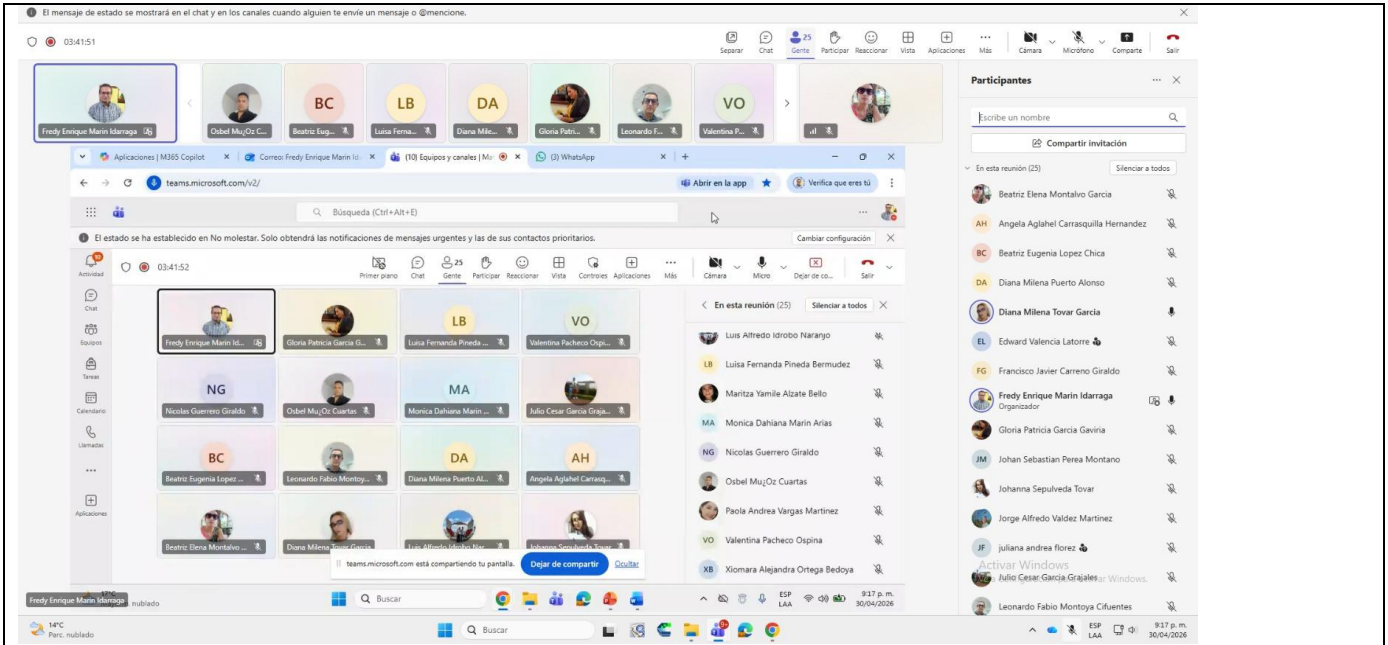 El mensaje de estado se mostrará en el chat y en los canales cuando alguien te envíe un mensaje o @mencione.
03:41:51
Separar Chat Gente 25 Participar Reaccionar Vista Aplicaciones Más Cámara Micrófono Comparte Salir
Fredy Enrique Marin Idarraga
Osbel Mu¿Oz C...
BC
Beatriz Eug...
LB
Luisa Ferna...
DA
Diana Mile...
Gloria Patri...
Leonardo F...
VO
Valentina P...
Aplicaciones | M365 Copilot
Correo: Fredy Enrique Marin Id
(10) Equipos y canales | Ma
(3) WhatsApp
teams.microsoft.com/v2/
Abrir en la app
Verifica que eres tú
Búsqueda (Ctrl+Alt+E)
El estado se ha establecido en No molestar. Solo obtendrá las notificaciones de mensajes urgentes y las de sus contactos prioritarios.
Cambiar configuración
03:41:52
Primer plano Chat Gente 25 Participar Reaccionar Vista Controles Aplicaciones Más Cámara Micro Dejar de co... Salir
Actividad
Chat
Equipos
Tareas
Calendario
Llamadas
Aplicaciones
Fredy Enrique Marin Id...
Gloria Patricia Garcia G...
LB
Luisa Fernanda Pineda ...
VO
Valentina Pacheco Ospi...
NG
Nicolas Guerrero Giraldo
Osbel Mu¿Oz Cuartas
MA
Monica Dahiana Marin ...
Julio Cesar Garcia Graja...
BC
Beatriz Eugenia Lopez ...
Leonardo Fabio Montoy...
DA
Diana Milena Puerto Al...
AH
Angela Aglahel Carrasq...
Beatriz Elena Montalvo ...
Diana Milena Tovar Garcia
Luis Alfredo Idrobo Nar...
Johanna Sepulveda Tovar
teams.microsoft.com está compartiendo tu pantalla.
Dejar de compartir
Ocultar
En esta reunión (25)
Silenciar a todos
Luis Alfredo Idrobo Naranjo
LB Luisa Fernanda Pineda Bermudez
Maritza Yamile Alzate Bello
MA Monica Dahiana Marin Arias
NG Nicolas Guerrero Giraldo
Osbel Mu¿Oz Cuartas
Paola Andrea Vargas Martinez
VO Valentina Pacheco Ospina
XB Xiomara Alejandra Ortega Bedoya
Fredy Enrique Marin Idarraga
nublado
Buscar
ESP
LAA
9:17 p. m.
30/04/2026
Participantes
Escribe un nombre
Compartir invitación
En esta reunión (25)
Silenciar a todos
Beatriz Elena Montalvo Garcia
AH Angela Aglahel Carrasquilla Hernandez
BC Beatriz Eugenia Lopez Chica
DA Diana Milena Puerto Alonso
Diana Milena Tovar Garcia
EL Edward Valencia Latorre
FG Francisco Javier Carreno Giraldo
Fredy Enrique Marin Idarraga
Organizador
Gloria Patricia Garcia Gaviria
JM Johan Sebastian Perea Montano
Johanna Sepulveda Tovar
Jorge Alfredo Valdez Martinez
JF juliana andrea florez
Activar Windows
Julio Cesar Garcia Grajales
Leonardo Fabio Montoya Cifuentes
14°C
Parc. nublado
Buscar
ESP
LAA
9:17 p. m.
30/04/2026